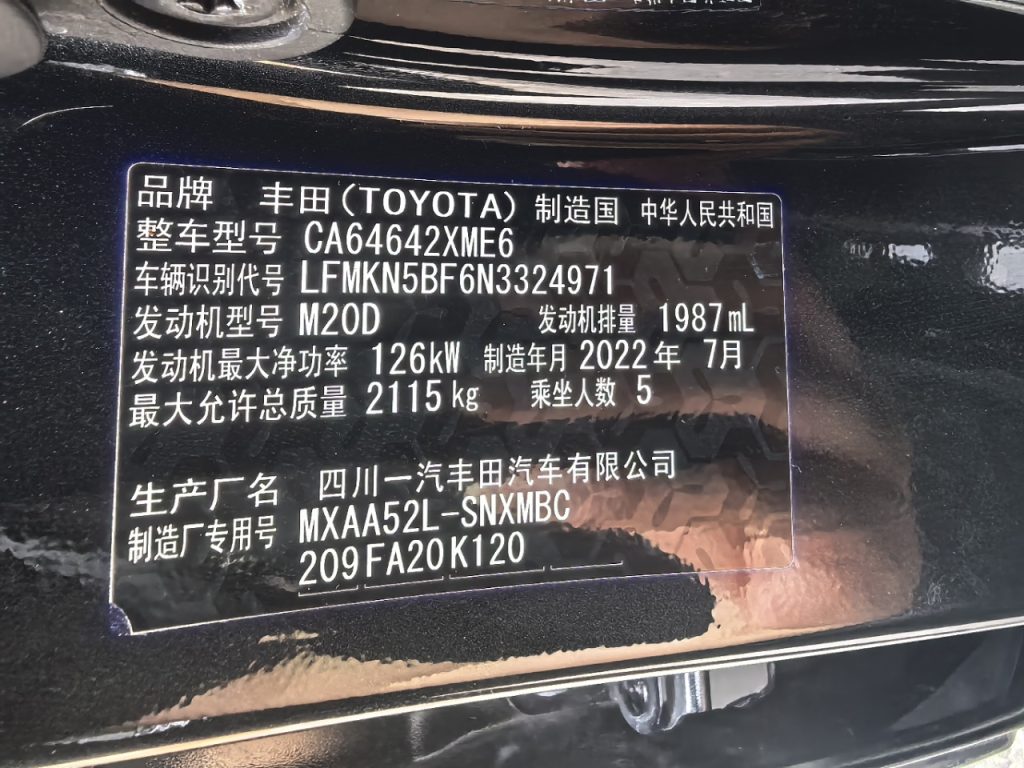 品牌 丰田(TOYOTA) 制造国 中华人民共和国
整车型号 CA64642XME6
车辆识别代号 LFMKN5BF6N3324971
发动机型号 M20D 发动机排量 1987mL
发动机最大净功率 126kW 制造年月 2022年 7月
最大允许总质量 2115kg 乘坐人数 5
生产厂名 四川一汽丰田汽车有限公司
制造厂专用号 MXAA52L-SNXMBC
209FA20K120